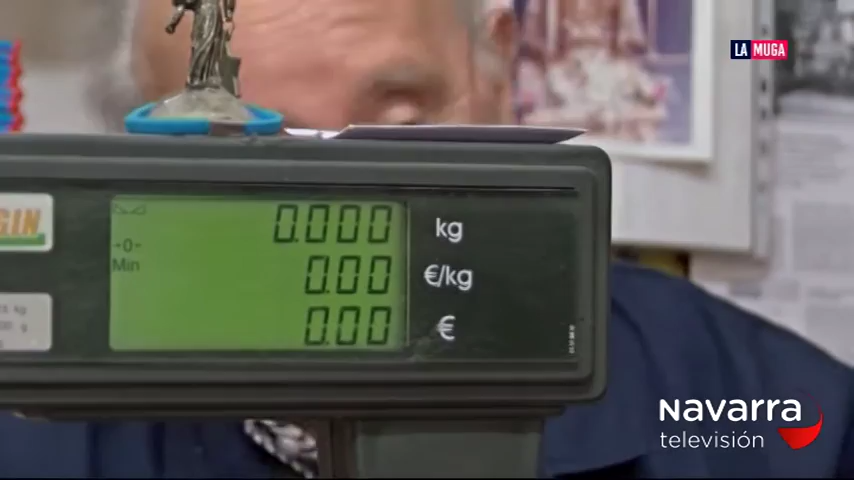 LA MUGA
0.000 kg
-0-
Min
0.00 €/kg
0.00 €
Navarra
televisión